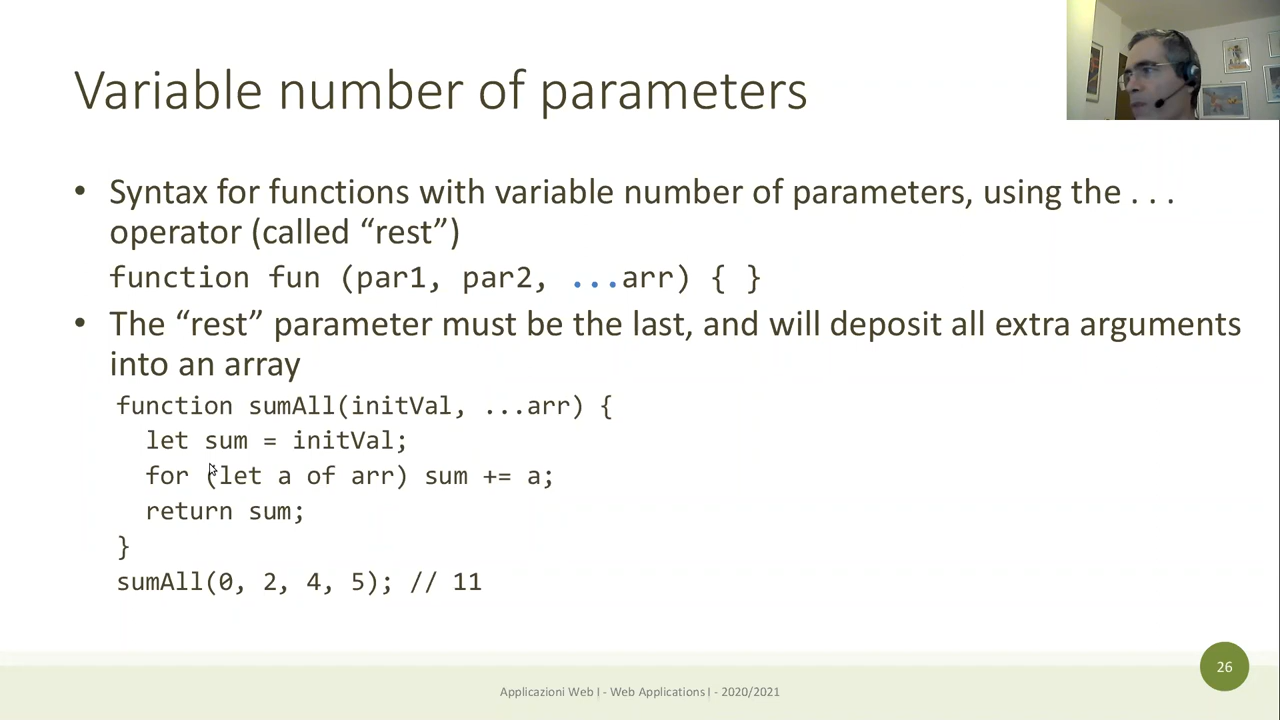 Variable number of parameters
• Syntax for functions with variable number of parameters, using the ...
operator (called “rest”)
function fun (par1, par2, ...arr) { }
• The “rest” parameter must be the last, and will deposit all extra arguments
into an array
function sumAll(initVal, ...arr) {
let sum = initVal;
for (let a of arr) sum += a;
return sum;
}
sumAll(0, 2, 4, 5); // 11
26
Applicazioni Web I - Web Applications I - 2020/2021